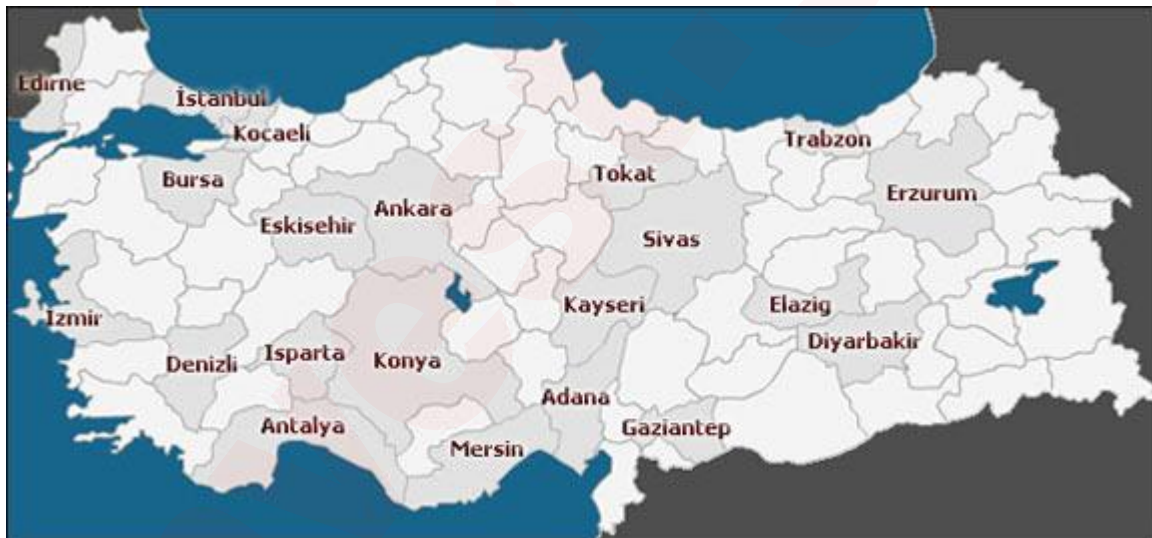 Edirne
İstanbul
Kocaeli
Trabzon
Bursa
Tokat
Erzurum
Ankara
Eskisehir
Sivas
Kayseri
Elazig
Izmir
Diyarbakir
Isparta
Denizli
Konya
Adana
Antalya
Gaziantep
Mersin